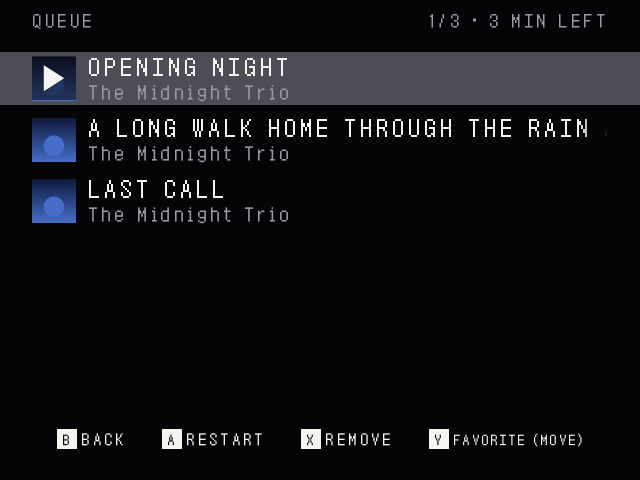 QUEUE
1/3 · 3 MIN LEFT
OPENING NIGHT
The Midnight Trio
A LONG WALK HOME THROUGH THE RAIN
The Midnight Trio
LAST CALL
The Midnight Trio
B BACK A RESTART X REMOVE Y FAVORITE (MOVE)